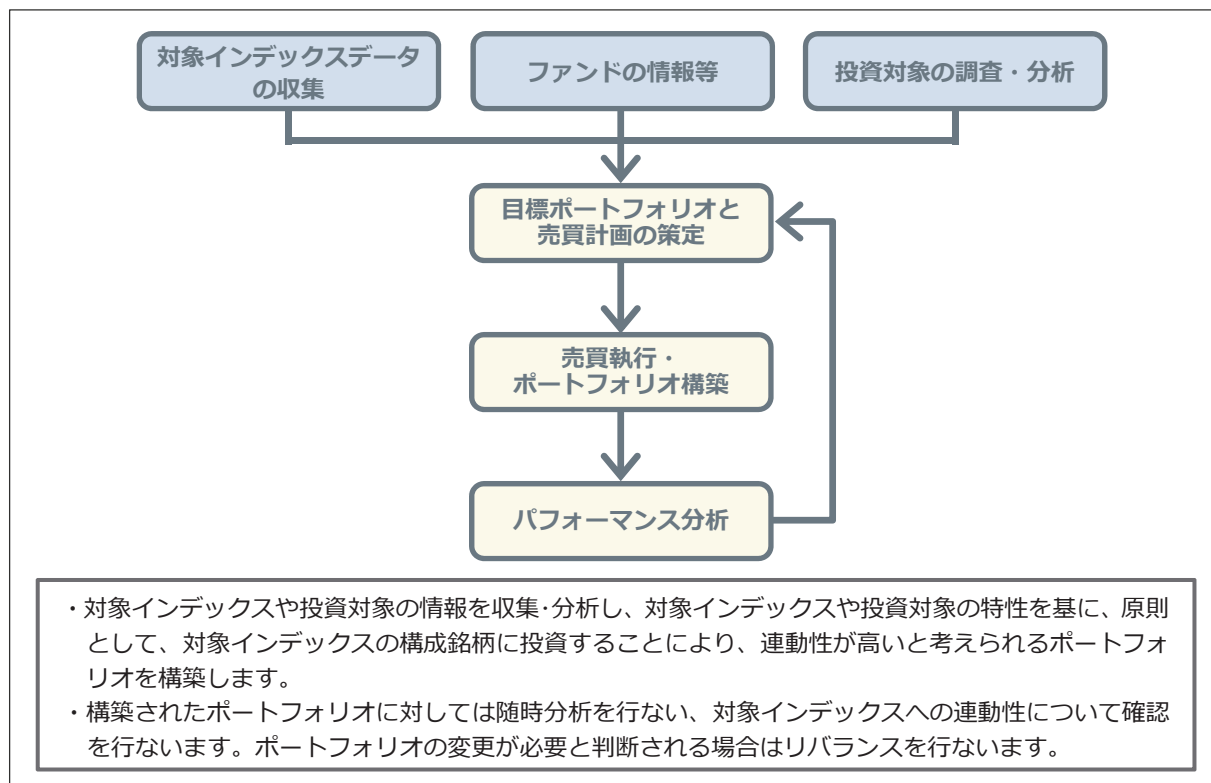 対象インデックスデータ
の収集
ファンドの情報等
投資対象の調査・分析
目標ポートフォリオと
売買計画の策定
売買執行・
ポートフォリオ構築
パフォーマンス分析
・対象インデックスや投資対象の情報を収集・分析し、対象インデックスや投資対象の特性を基に、原則
として、対象インデックスの構成銘柄に投資することにより、連動性が高いと考えられるポートフォ
リオを構築します。
・構築されたポートフォリオに対しては随時分析を行ない、対象インデックスへの連動性について確認
を行ないます。ポートフォリオの変更が必要と判断される場合はリバランスを行ないます。